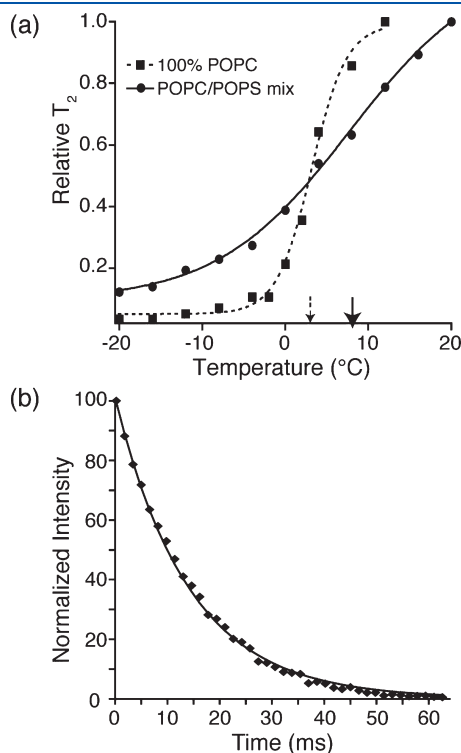 (a)
1.0
0.8
0.6
0.4
0.2
Relative T₂
100% POPC
POPC/POPS mix
-20 -10 0 10 20
Temperature (°C)
(b)
100
80
60
40
20
0
Normalized Intensity
0 10 20 30 40 50 60
Time (ms)